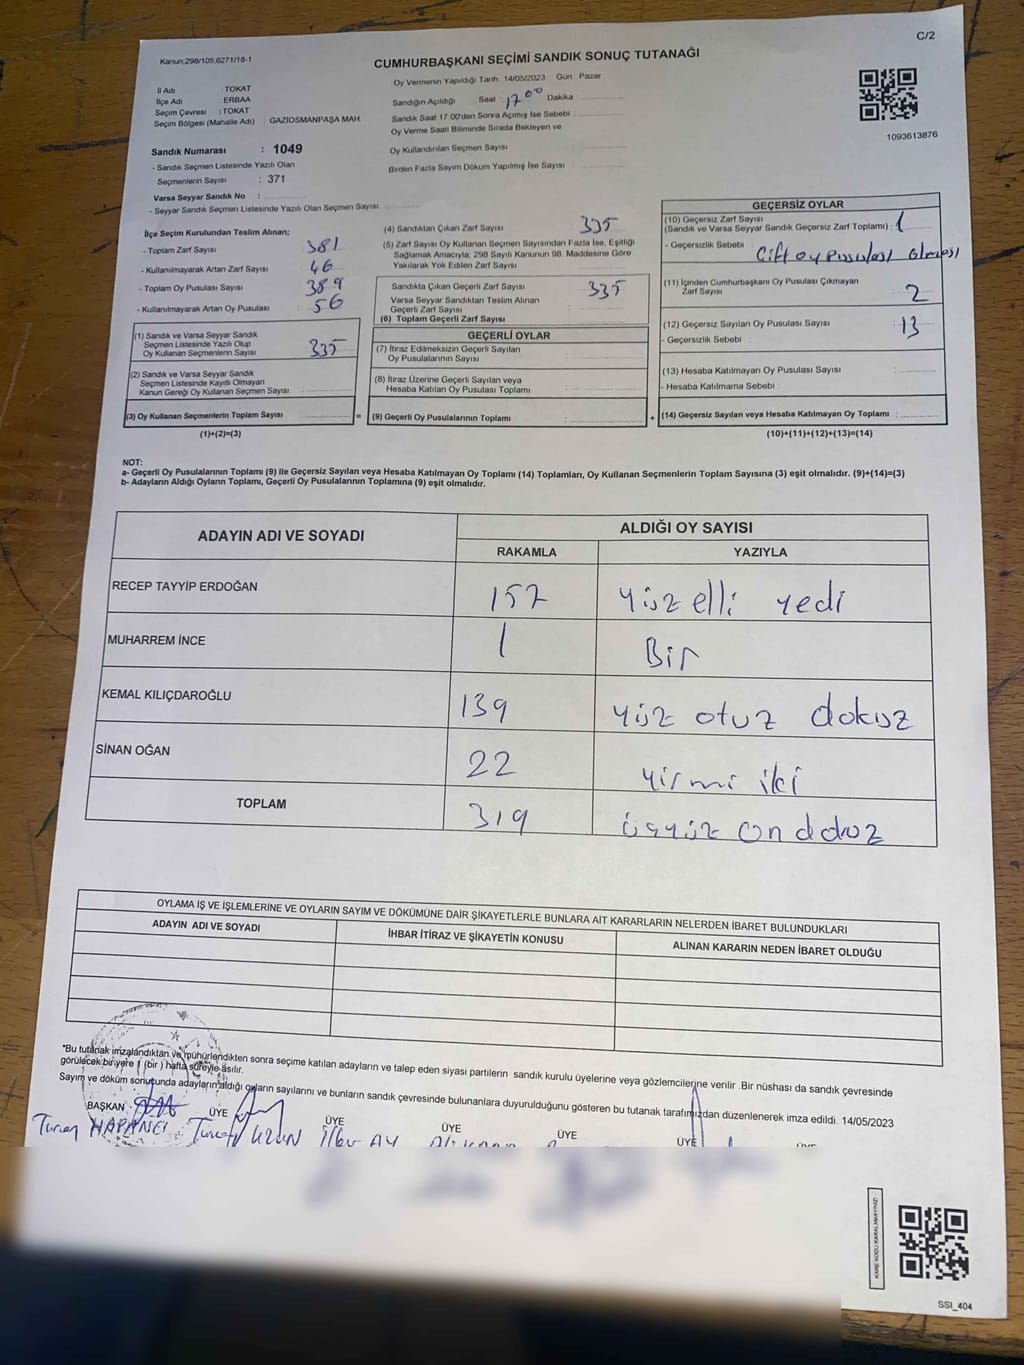 C/2
Kanun,298/105,6271/18-1
CUMHURBAŞKANI SEÇİMİ SANDIK SONUÇ TUTANAĞI
Oy Vermenin Yapıldığı Tarih : 14/05/2023 Gün : Pazar
İl Adı : TOKAT
İlçe Adı : ERBAA
Seçim Çevresi : TOKAT
Seçim Bölgesi (Mahalle Adı) : GAZİOSMANPAŞA MAH.
Sandığın Açıldığı Saat : 17 00 Dakika :
Sandık Saat 17.00'den Sonra Açımış İse Sebebi :
Oy Verme Saati Bitiminde Sırada Bekleyen ve
Oy Kullandırılan Seçmen Sayısı
Birden Fazla Sayım Döküm Yapılmış İse Sayısı :
1093613876
Sandık Numarası : 1049
- Sandık Seçmen Listesinde Yazılı Olan
Seçmenlerin Sayısı : 371
Varsa Seyyar Sandık No :
- Seyyar Sandık Seçmen Listesinde Yazılı Olan Seçmen Sayısı
İlçe Seçim Kurulundan Teslim Alınan;
- Toplam Zarf Sayısı 381
- Kullanılmayarak Artan Zarf Sayısı 46
- Toplam Oy Pusulası Sayısı 389
- Kullanılmayarak Artan Oy Pusulası 56
(1) Sandık ve Varsa Seyyar Sandık
Seçmen Listesinde Yazılı Olup
Oy Kullanan Seçmenlerin Sayısı 335
(2) Sandık ve Varsa Seyyar Sandık
Seçmen Listesinde Kayıtlı Olmayan
Kanun Gereği Oy Kullanan Seçmen Sayısı
(3) Oy Kullanan Seçmenlerin Toplam Sayısı =
(1)+(2)=(3)
(4) Sandıktan Çıkan Zarf Sayısı 335
(5) Zarf Sayısı Oy Kullanan Seçmen Sayısından Fazla İse, Eşitliği
Sağlamak Amacıyla; 298 Sayılı Kanunun 98. Maddesine Göre
Yakılarak Yok Edilen Zarf Sayısı
Sandıkta Çıkan Geçerli Zarf Sayısı 335
Varsa Seyyar Sandıktan Teslim Alınan
Geçerli Zarf Sayısı
(6) Toplam Geçerli Zarf Sayısı
GEÇERLİ OYLAR
(7) İtiraz Edilmeksizin Geçerli Sayılan
Oy Pusulalarının Sayısı
(8) İtiraz Üzerine Geçerli Sayılan veya
Hesaba Katılan Oy Pusulası Toplamı
(9) Geçerli Oy Pusulalarının Toplamı +
GEÇERSİZ OYLAR
(10) Geçersiz Zarf Sayısı
(Sandık ve Varsa Seyyar Sandık Geçersiz Zarf Toplamı) : 1
- Geçersizlik Sebebi : Çift oy pusulası olması
(11) İçinden Cumhurbaşkanı Oy Pusulası Çıkmayan
Zarf Sayısı 2
(12) Geçersiz Sayılan Oy Pusulası Sayısı : 13
- Geçersizlik Sebebi :
(13) Hesaba Katılmayan Oy Pusulası Sayısı :
- Hesaba Katılmama Sebebi :
(14) Geçersiz Sayılan veya Hesaba Katılmayan Oy Toplamı :
(10)+(11)+(12)+(13)=(14)
NOT:
a- Geçerli Oy Pusulalarının Toplamı (9) ile Geçersiz Sayılan veya Hesaba Katılmayan Oy Toplamı (14) Toplamları, Oy Kullanan Seçmenlerin Toplam Sayısına (3) eşit olmalıdır. (9)+(14)=(3)
b- Adayların Aldığı Oyların Toplamı, Geçerli Oy Pusulalarının Toplamına (9) eşit olmalıdır.
ADAYIN ADI VE SOYADI ALDIĞI OY SAYISI
RAKAMLA YAZIYLA
RECEP TAYYİP ERDOĞAN 157 yüz elli yedi
MUHARREM İNCE 1 Bir
KEMAL KILIÇDAROĞLU 139 yüz otuz dokuz
SİNAN OĞAN 22 yirmi iki
TOPLAM 319 üçyüz on dokuz
OYLAMA İŞ VE İŞLEMLERİNE VE OYLARIN SAYIM VE DÖKÜMÜNE DAİR ŞİKAYETLERLE BUNLARA AİT KARARLARIN NELERDEN İBARET BULUNDUKLARI
ADAYIN ADI VE SOYADI İHBAR İTİRAZ VE ŞİKAYETİN KONUSU ALINAN KARARIN NEDEN İBARET OLDUĞU
*Bu tutanak imzalandıktan ve mühürlendikten sonra seçime katılan adayların ve talep eden siyasi partilerin sandık kurulu üyelerine veya gözlemcilerine verilir .Bir nüshası da sandık çevresinde
görülecek bir yere 1 (bir ) hafta süreyle asılır.
Sayım ve döküm sonucunda adayların aldığı oyların sayılarını ve bunların sandık çevresinde bulunanlara duyurulduğunu gösteren bu tutanak tarafımızdan düzenlenerek imza edildi. 14/05/2023
BAŞKAN ÜYE ÜYE ÜYE ÜYE ÜYE
KARE KODU KARALAMAYINIZ!
SSI_404